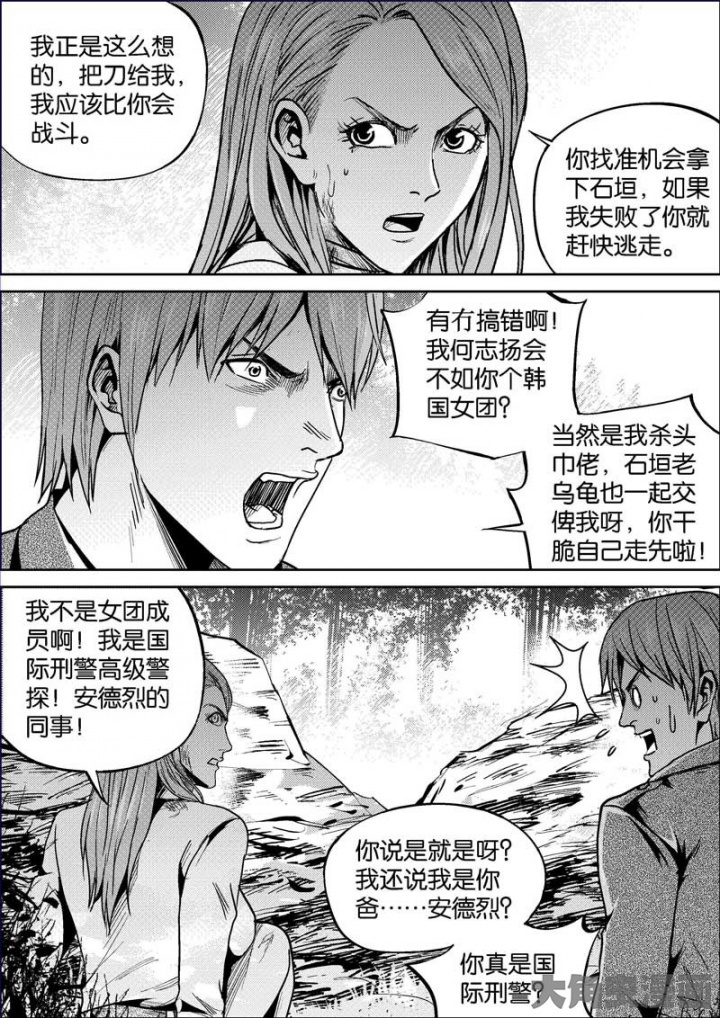 我正是这么想
的，把刀给我，
我应该比你会
战斗。
你找准机会拿
下石垣，如果
我失败了你就
赶快逃走。
有冇搞错啊！
我何志扬会
不如你个韩
国女团？
当然是我杀头
巾佬，石垣老
乌龟也一起交
俾我呀，你干
脆自己走先啦！
我不是女团成
员啊！我是国
际刑警高级警
探！安德烈的
同事！
你说是就是呀？
我还说我是你
爸……安德烈？
你真是国
际刑警？